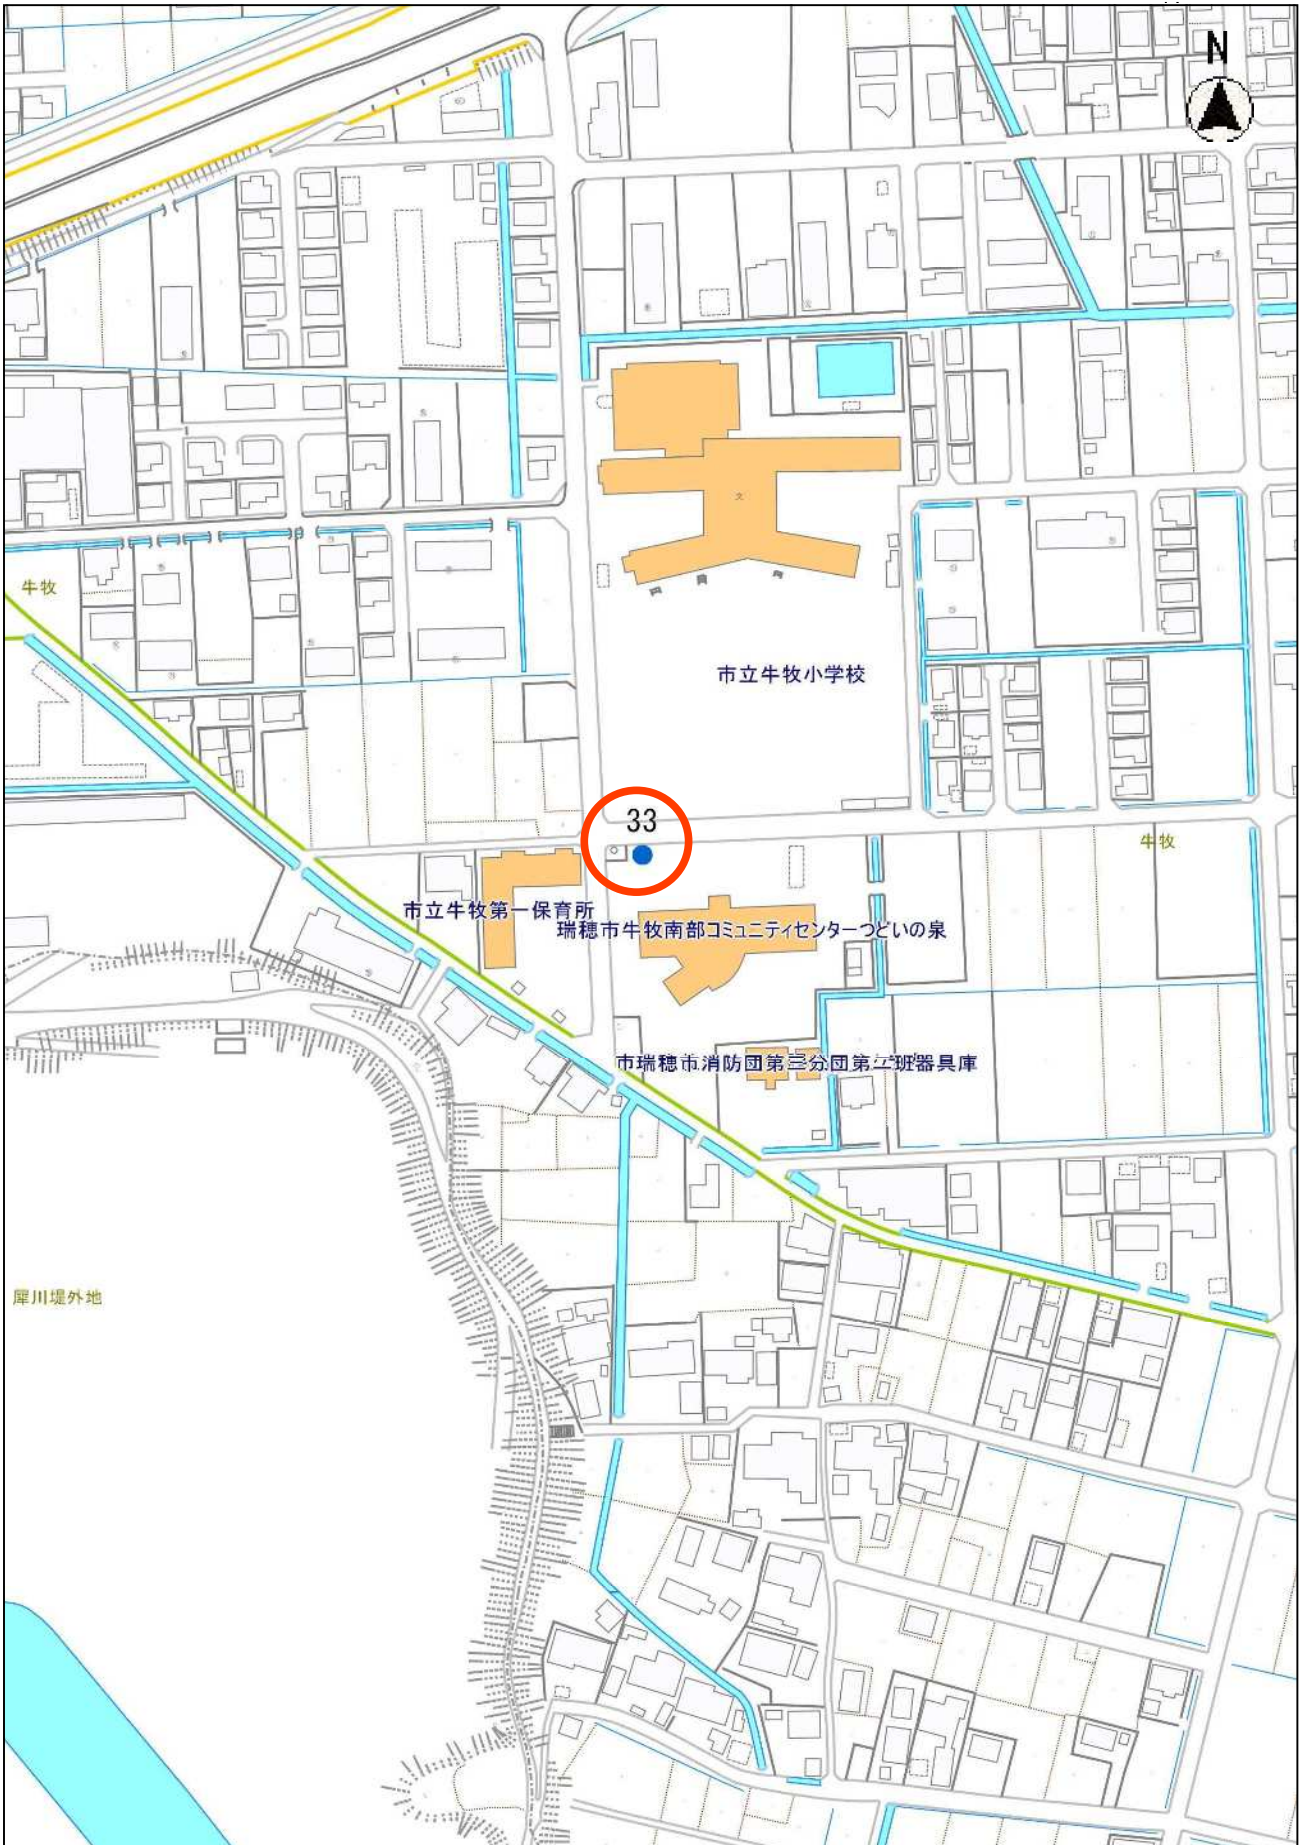 N
牛牧
市立牛牧小学校
33
牛牧
市立牛牧第一保育所
瑞穂市牛牧南部コミュニティセンターつどいの泉
市瑞穂市消防団第三分団第二班器具庫
犀川堤外地